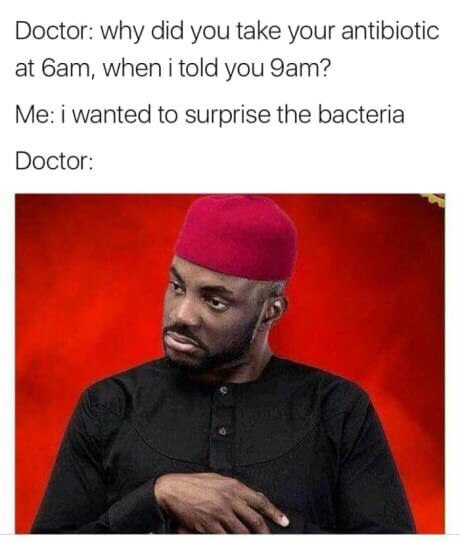 Doctor: why did you take your antibiotic
at 6am, when i told you 9am?
Me: i wanted to surprise the bacteria
Doctor: